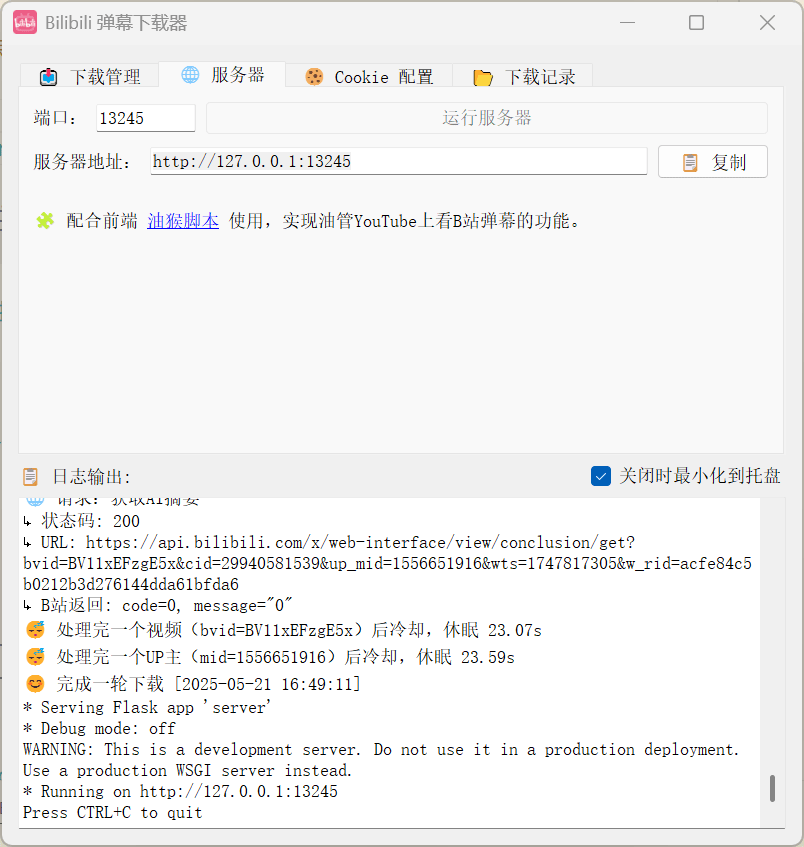 Bilibili 弹幕下载器
下载管理 服务器 Cookie 配置 下载记录
端口: 13245 运行服务器
服务器地址: http://127.0.0.1:13245 复制
配合前端 油猴脚本 使用，实现油管YouTube上看B站弹幕的功能。
日志输出: 关闭时最小化到托盘
请求: 获取AI摘要
↳ 状态码: 200
↳ URL: https://api.bilibili.com/x/web-interface/view/conclusion/get?
bvid=BV11xEFzgE5x&cid=29940581539&up_mid=1556651916&wts=1747817305&w_rid=acfe84c5
b0212b3d276144dda61bfda6
↳ B站返回: code=0, message="0"
😴 处理完一个视频（bvid=BV11xEFzgE5x）后冷却，休眠 23.07s
😴 处理完一个UP主（mid=1556651916）后冷却，休眠 23.59s
😊 完成一轮下载 [2025-05-21 16:49:11]
* Serving Flask app 'server'
* Debug mode: off
WARNING: This is a development server. Do not use it in a production deployment.
Use a production WSGI server instead.
* Running on http://127.0.0.1:13245
Press CTRL+C to quit